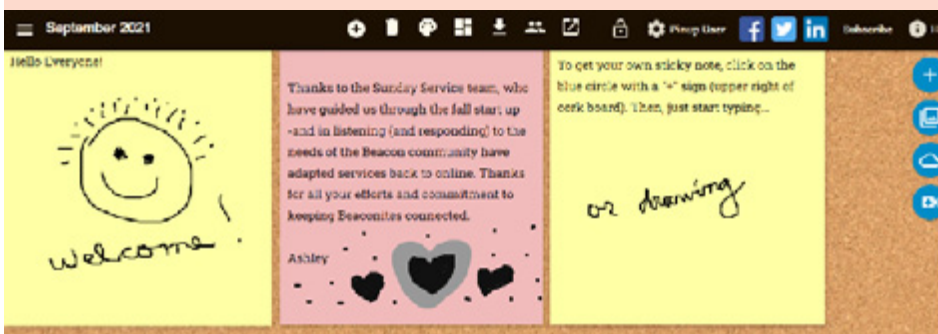 September 2021
Pinup User
Subscribe
Hello Everyone!
welcome!
Thanks to the Sunday Service team, who
have guided us through the fall start up
-and in listening (and responding) to the
needs of the Beacon community have
adapted services back to online. Thanks
for all your efforts and commitment to
keeping Beaconites connected.
Ashley
To get your own sticky note, click on the
blue circle with a "+" sign (upper right of
cork board). Then, just start typing...
or drawing